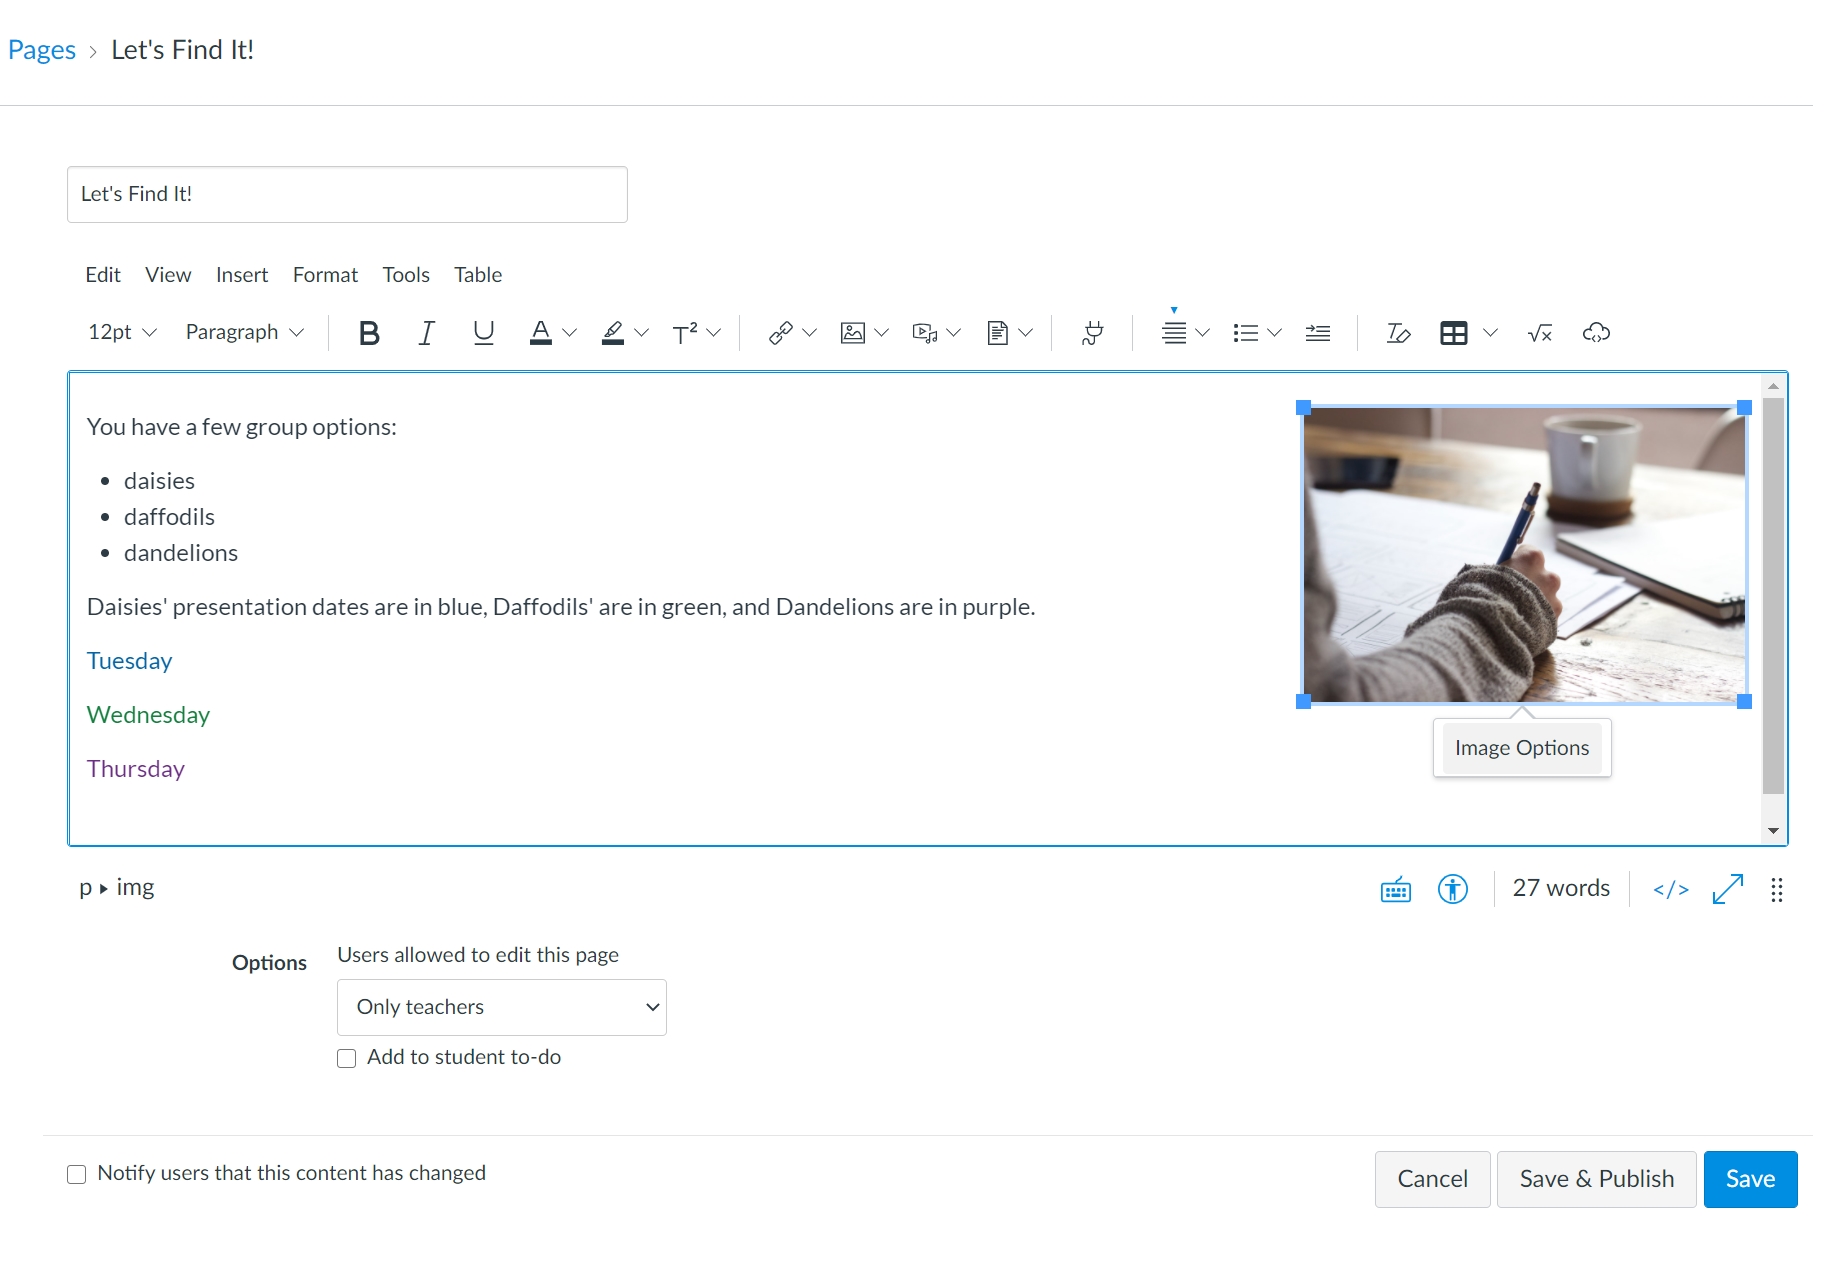 Pages > Let's Find It!
Let's Find It!
Edit View Insert Format Tools Table
12pt Paragraph B I U A T² √x
You have a few group options:
• daisies
• daffodils
• dandelions
Daisies' presentation dates are in blue, Daffodils' are in green, and Dandelions are in purple.
Tuesday
Wednesday
Thursday
Image Options
p ▸ img 27 words </>
Options Users allowed to edit this page
Only teachers
Add to student to-do
Notify users that this content has changed Cancel Save & Publish Save